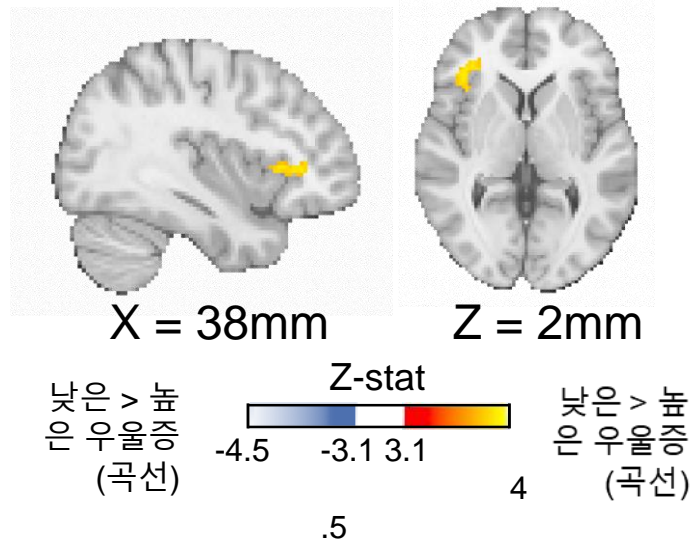 X = 38mm
Z = 2mm
Z-stat
낮은 > 높
은 우울증
(곡선)
-4.5
-3.1
3.1
4
.5
낮은 > 높
은 우울증
(곡선)